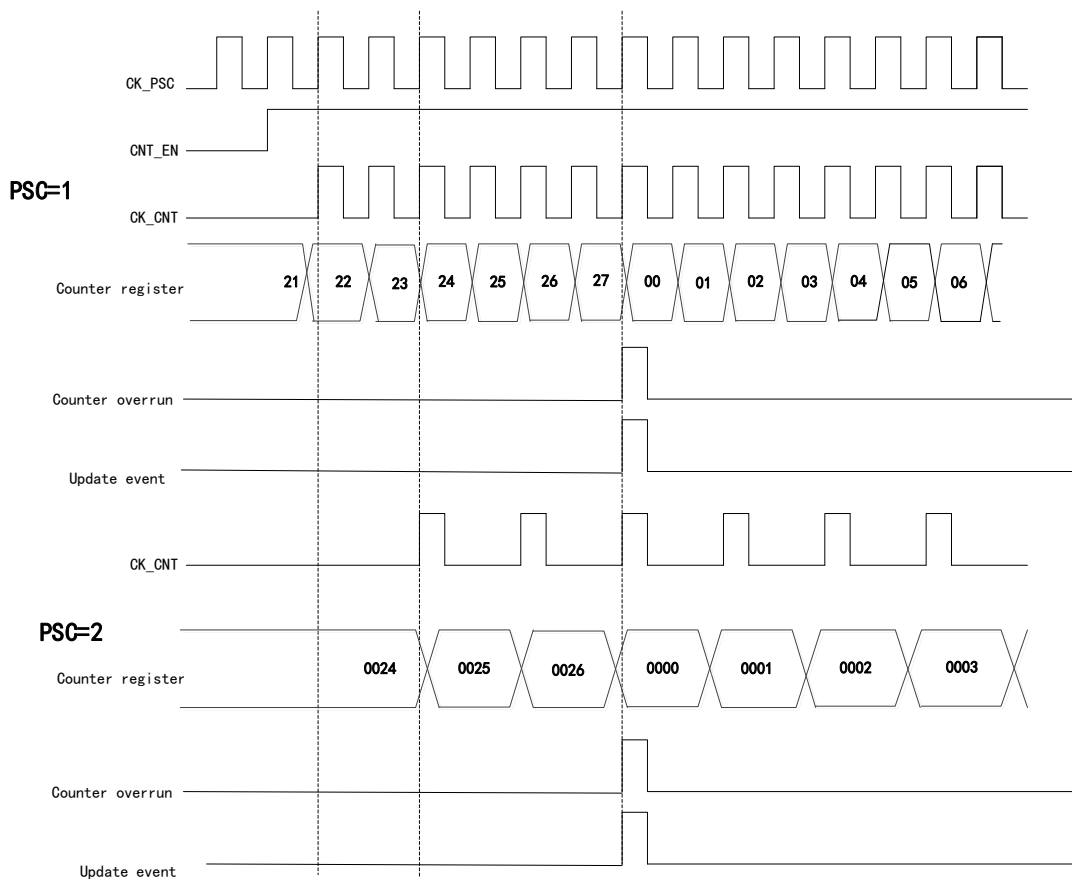 CK_PSC
CNT_EN
PSC=1
CK_CNT
Counter register 21 22 23 24 25 26 27 00 01 02 03 04 05 06
Counter overrun
Update event
CK_CNT
PSC=2
Counter register 0024 0025 0026 0000 0001 0002 0003
Counter overrun
Update event